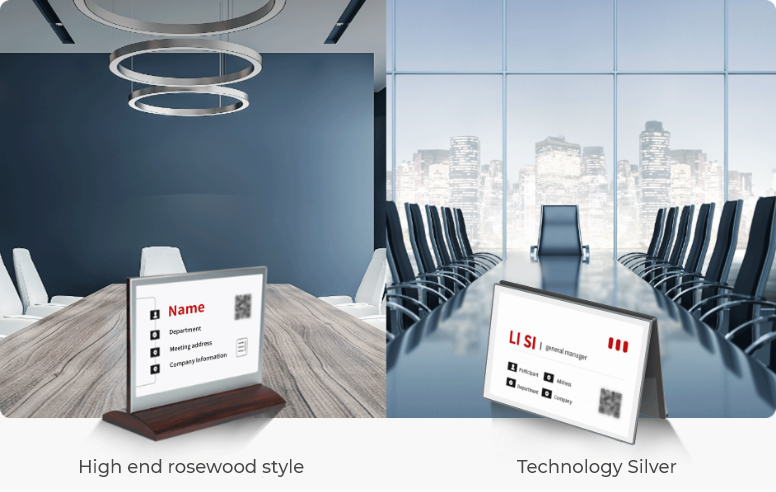 Name
Department
Meeting address
Company Information
LI SI | general manager
Participant
Address
Department
Company
High end rosewood style
Technology Silver